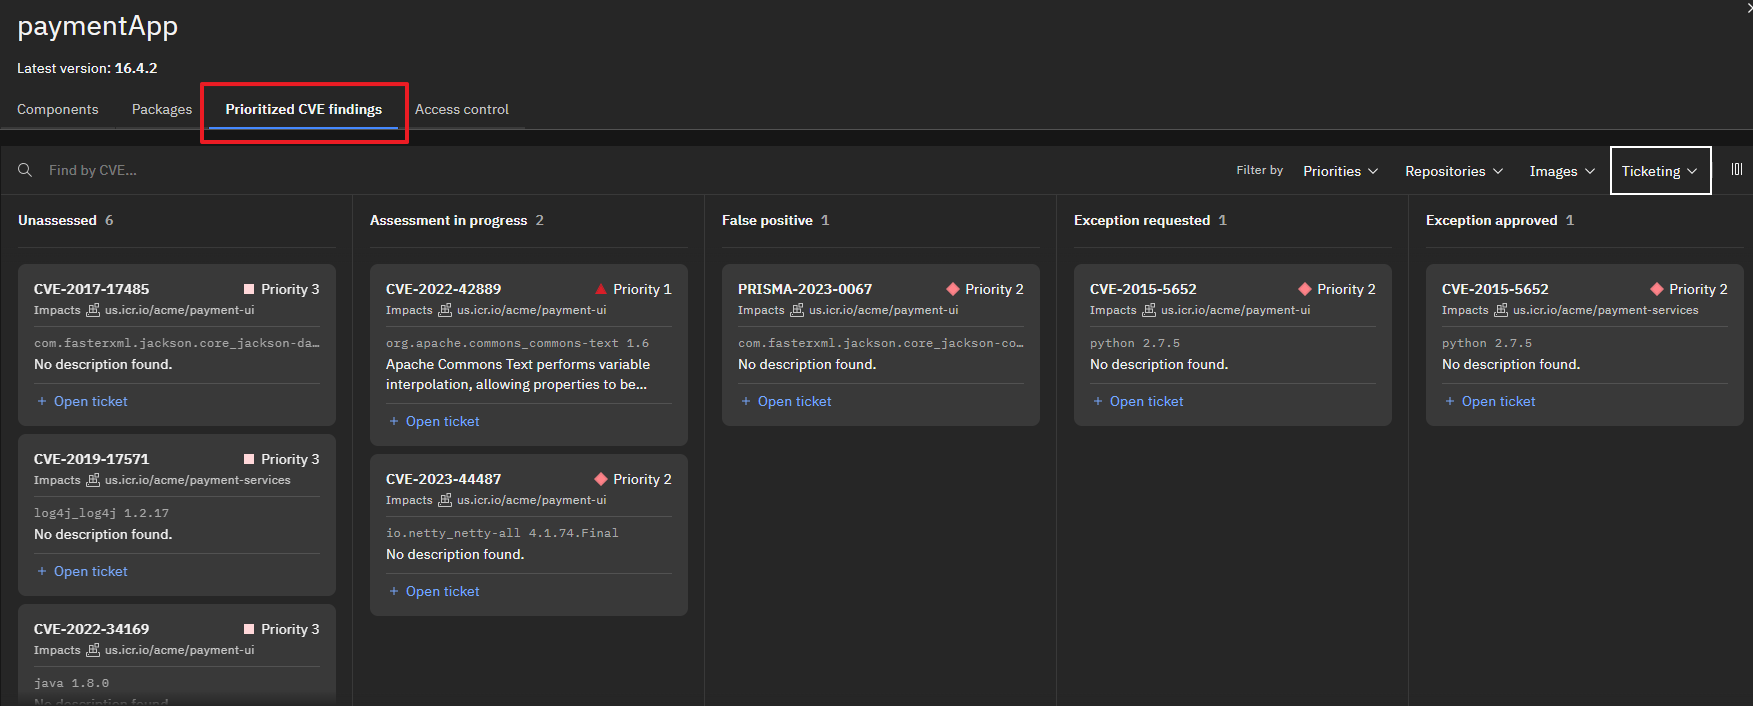 paymentApp
Latest version: 16.4.2
Components Packages Prioritized CVE findings Access control
Find by CVE... Filter by Priorities Repositories Images Ticketing
Unassessed 6
CVE-2017-17485 Priority 3
Impacts us.icr.io/acme/payment-ui
com.fasterxml.jackson.core_jackson-da...
No description found.
+ Open ticket
CVE-2019-17571 Priority 3
Impacts us.icr.io/acme/payment-services
log4j_log4j 1.2.17
No description found.
+ Open ticket
CVE-2022-34169 Priority 3
Impacts us.icr.io/acme/payment-ui
java 1.8.0
No description found.
Assessment in progress 2
CVE-2022-42889 Priority 1
Impacts us.icr.io/acme/payment-ui
org.apache.commons_commons-text 1.6
Apache Commons Text performs variable
interpolation, allowing properties to be...
+ Open ticket
CVE-2023-44487 Priority 2
Impacts us.icr.io/acme/payment-ui
io.netty_netty-all 4.1.74.Final
No description found.
+ Open ticket
False positive 1
PRISMA-2023-0067 Priority 2
Impacts us.icr.io/acme/payment-ui
com.fasterxml.jackson.core_jackson-co...
No description found.
+ Open ticket
Exception requested 1
CVE-2015-5652 Priority 2
Impacts us.icr.io/acme/payment-ui
python 2.7.5
No description found.
+ Open ticket
Exception approved 1
CVE-2015-5652 Priority 2
Impacts us.icr.io/acme/payment-services
python 2.7.5
No description found.
+ Open ticket